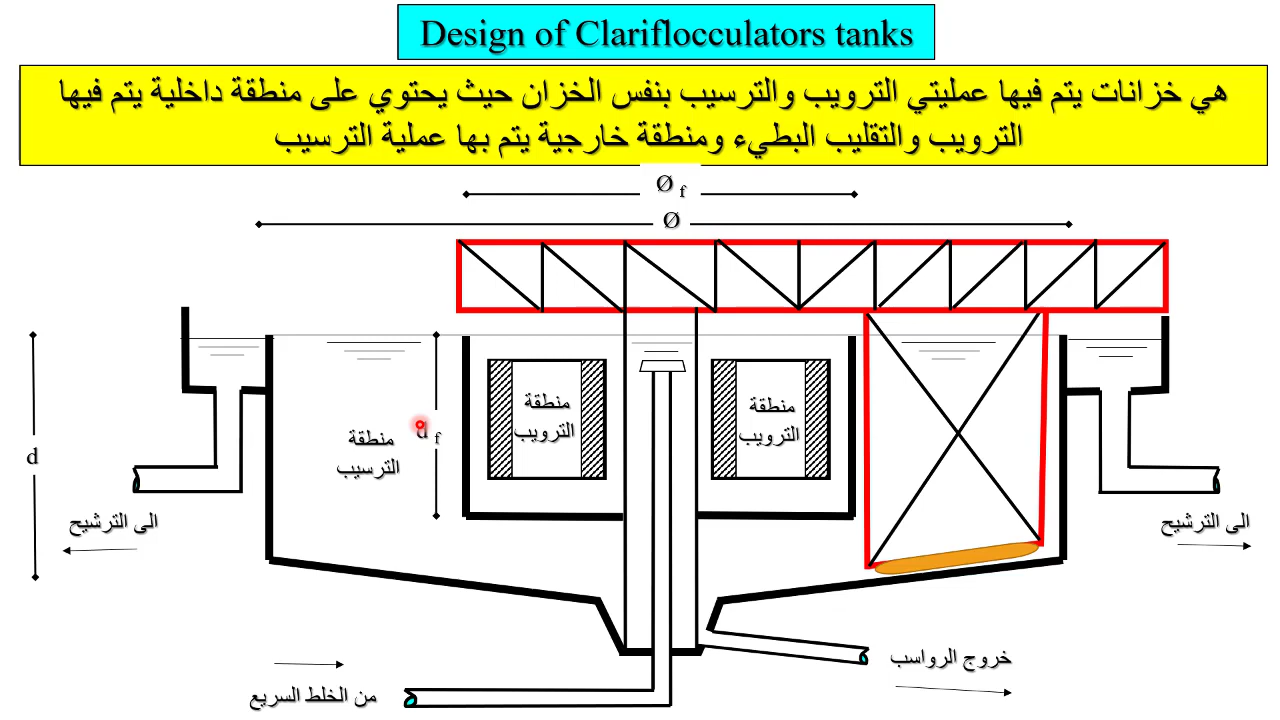 Design of Clariflocculators tanks
هي خزانات يتم فيها عمليتي الترويب والترسيب بنفس الخزان حيث يحتوي على منطقة داخلية يتم فيها
الترويب والتقليب البطيء ومنطقة خارجية يتم بها عملية الترسيب
Ø f
Ø
منطقة
الترويب
منطقة
الترويب
d f
منطقة
الترسيب
d
الى الترشيح
الى الترشيح
خروج الرواسب
من الخلط السريع